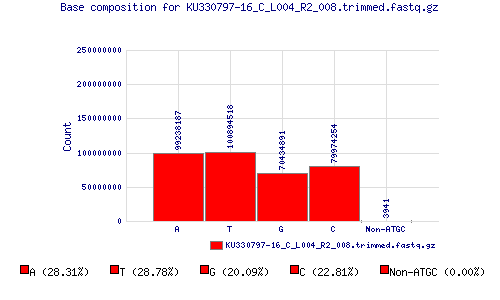 Base composition for KU330797-16_C_L004_R2_008.trimmed.fastq.gz
250000000
200000000
150000000
100000000
50000000
0
Count
99238187
100894518
70434891
79974254
3941
A T G C Non-ATGC
KU330797-16_C_L004_R2_008.trimmed.fastq.gz
A (28.31%) T (28.78%) G (20.09%) C (22.81%) Non-ATGC (0.00%)